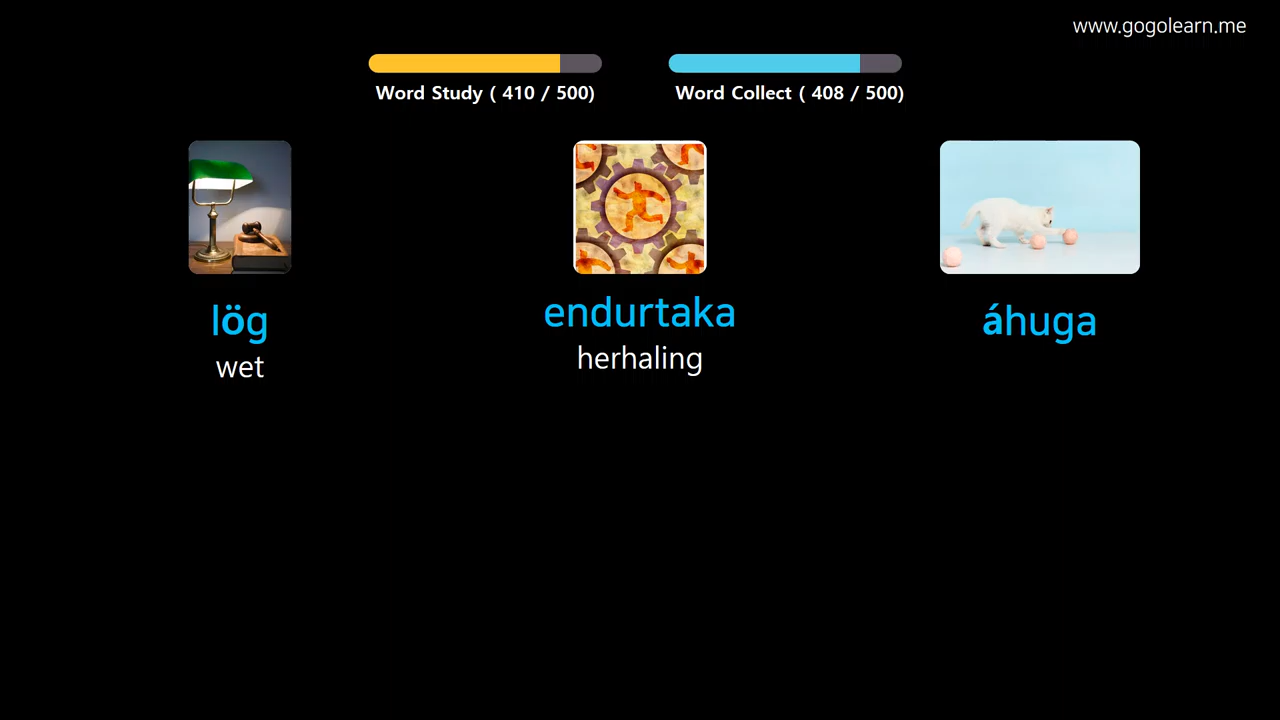 www.gogolearn.me
Word Study ( 410 / 500)
Word Collect ( 408 / 500)
lög
wet
endurtaka
herhaling
áhuga